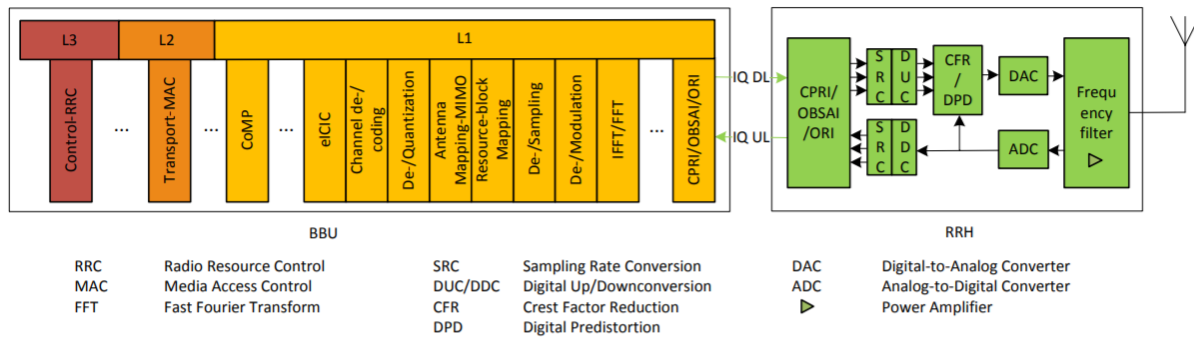 L3
L2
L1
Control-RRC
...
Transport-MAC
...
CoMP
...
eICIC
Channel de-/
coding
De-/Quantization
Antenna
Mapping-MIMO
Resource-block
Mapping
De-/Sampling
De-/Modulation
IFFT/FFT
...
CPRI/OBSAI/ORI
BBU
IQ DL
IQ UL
CPRI/
OBSAI
/ORI
S
R
C
D
U
C
CFR
/
DPD
DAC
S
R
C
D
D
C
ADC
Frequ
ency
filter
RRH
RRC Radio Resource Control
MAC Media Access Control
FFT Fast Fourier Transform
SRC Sampling Rate Conversion
DUC/DDC Digital Up/Downconversion
CFR Crest Factor Reduction
DPD Digital Predistortion
DAC Digital-to-Analog Converter
ADC Analog-to-Digital Converter
Power Amplifier